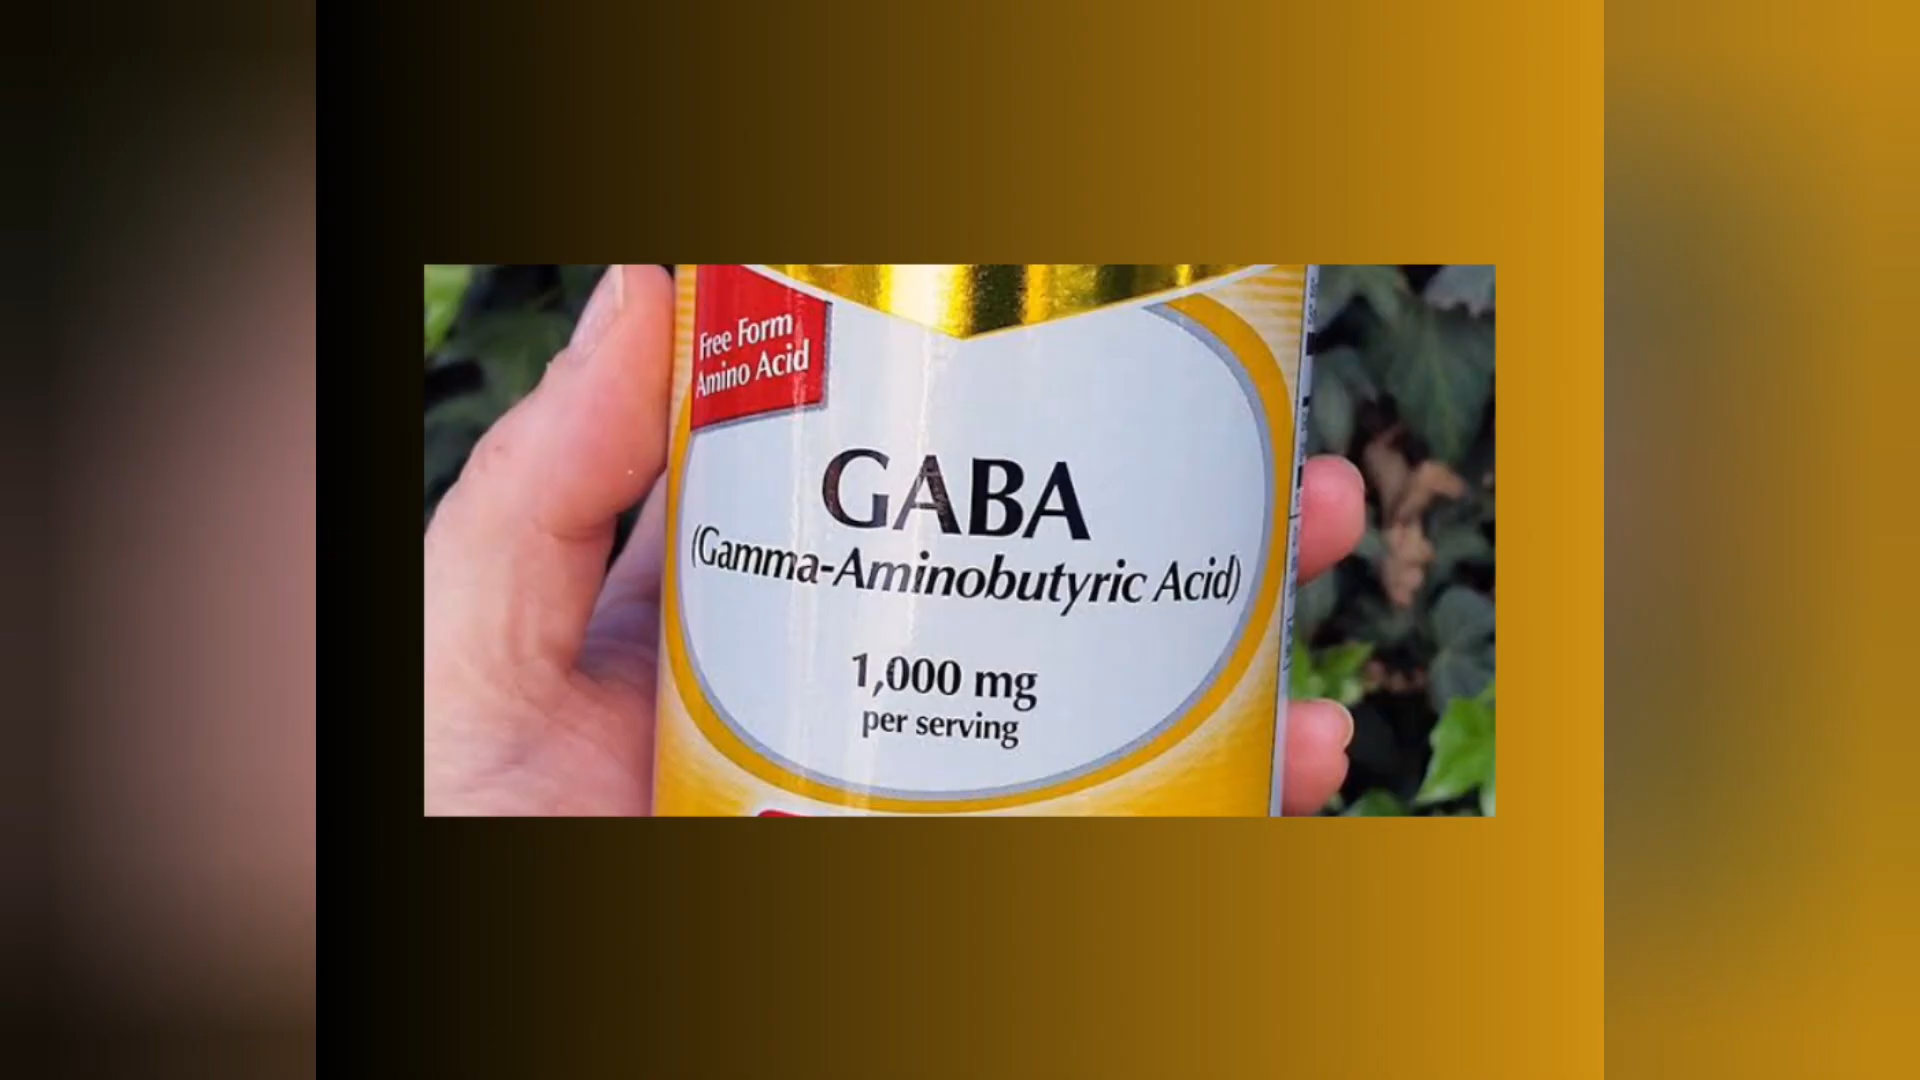 Free Form
Amino Acid
GABA
(Gamma-Aminobutyric Acid)
1,000 mg
per serving